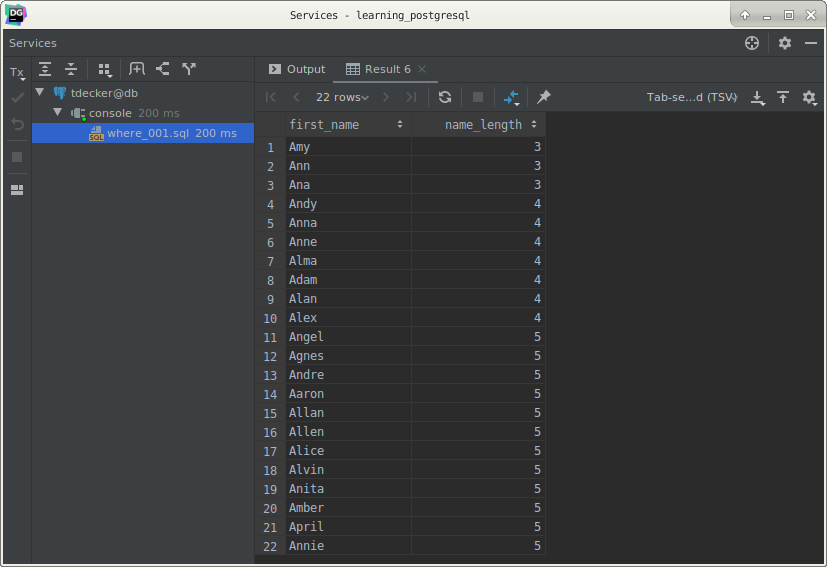 DG
Services - learning_postgresql
Services
Tx
tdecker@db
console 200 ms
SQL where_001.sql 200 ms
Output Result 6
22 rows Tab-se...d (TSV)
first_name name_length
1 Amy 3
2 Ann 3
3 Ana 3
4 Andy 4
5 Anna 4
6 Anne 4
7 Alma 4
8 Adam 4
9 Alan 4
10 Alex 4
11 Angel 5
12 Agnes 5
13 Andre 5
14 Aaron 5
15 Allan 5
16 Allen 5
17 Alice 5
18 Alvin 5
19 Anita 5
20 Amber 5
21 April 5
22 Annie 5